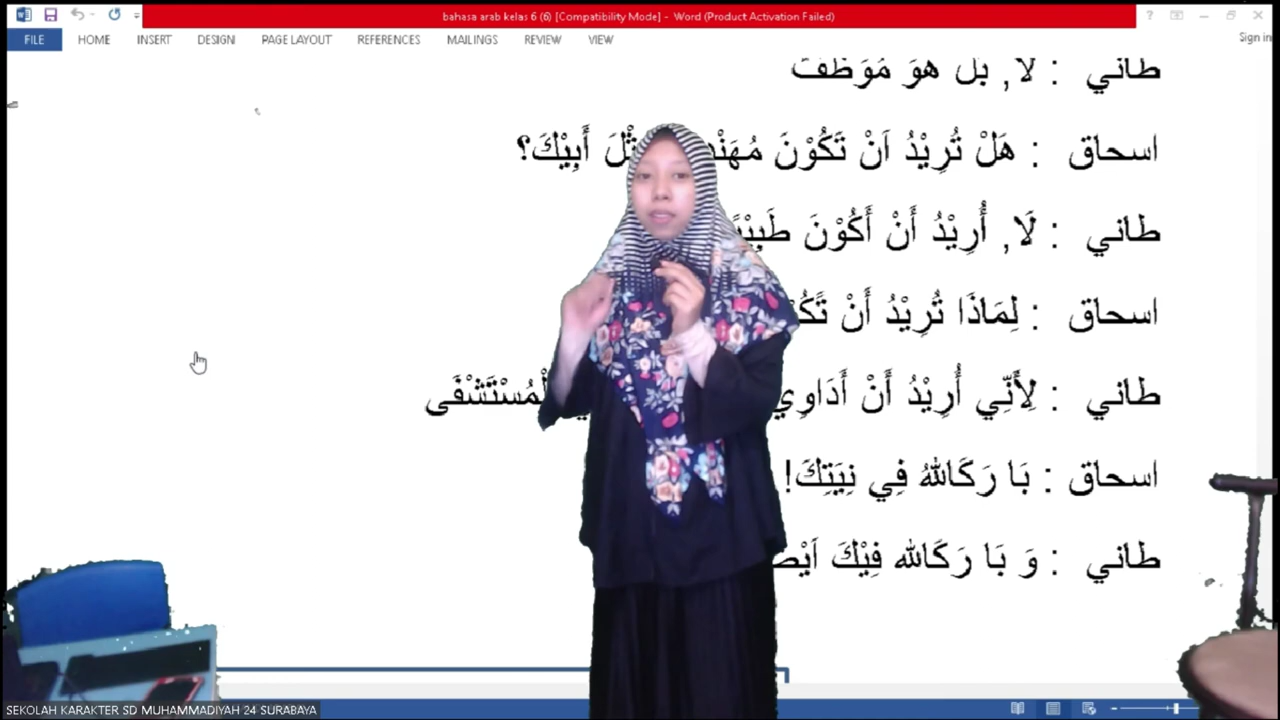 bahasa arab kelas 6 (6) [Compatibility Mode] - Word (Product Activation Failed)
FILE HOME INSERT DESIGN PAGE LAYOUT REFERENCES MAILINGS REVIEW VIEW
Sign in
طاني : لا, بل هو مُوَظَّفٌ
اسحاق : هَلْ تُرِيْدُ اَنْ تَكُوْنَ أَبِيْكَ؟
طاني : لَا, أُرِيْدُ أَنْ أَكُوْنَ
اسحاق : لِمَاذَا تُرِيْدُ أَنْ
طاني : لِأَنِّي أُرِيْدُ أَنْ أَدَاوِي
اسحاق : بَا رَكَاللهُ فِي نِيَتِكَ!
طاني : وَ بَا رَكَالله فِيْكَ
SEKOLAH KARAKTER SD MUHAMMADIYAH 24 SURABAYA